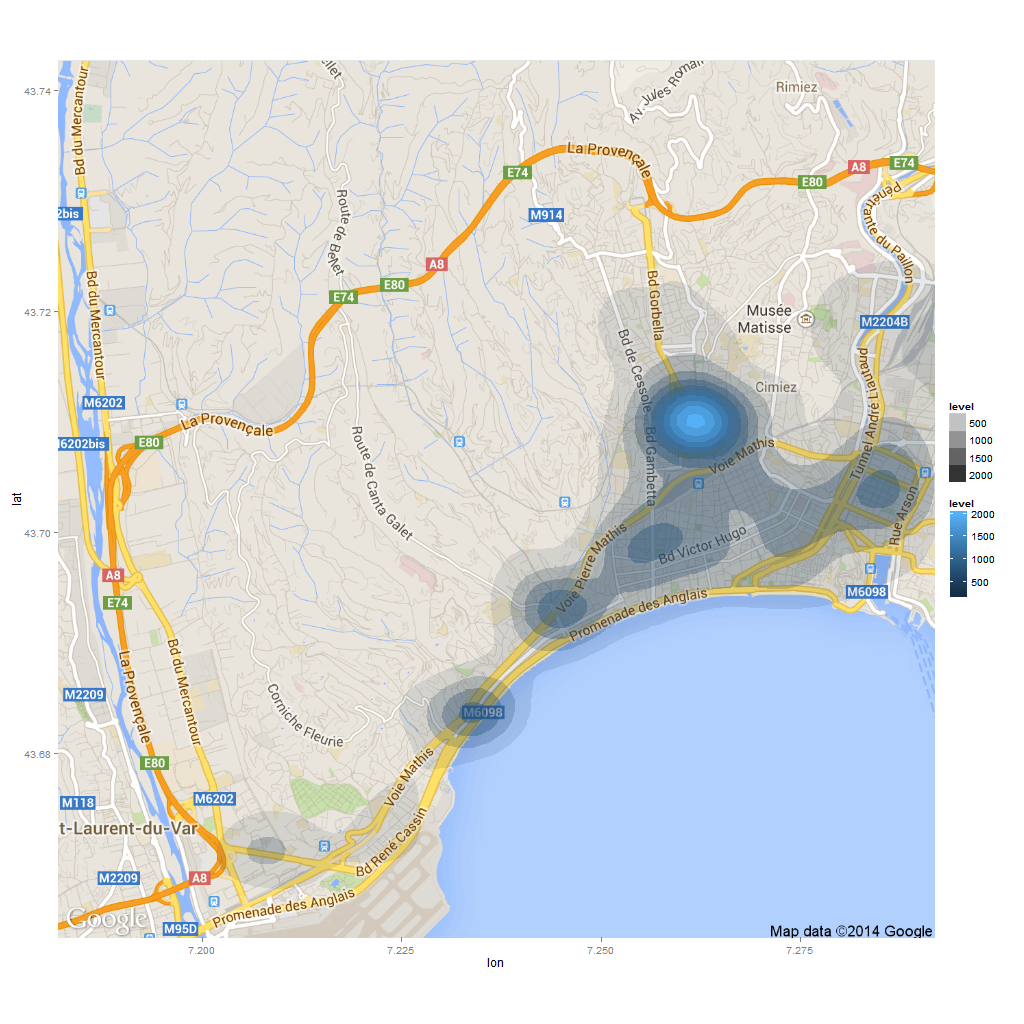 43.74
43.72
43.70
43.68
lat
7.200
7.225
7.250
7.275
lon
Bd du Mercantour
Av Jules Roman
Rimiez
La Provençale
E74
A8
E74
E80
Pénétrante du Paillon
2bis
Route de Bellet
M914
A8
E80
E74
Bd du Mercantour
Bd Gorbella
Musée
Matisse
M2204B
Bd de Cessole
M6202
Cimiez
Tunnel André Liautaud
La Provençale
M6202bis
E80
Route de Canta Galet
Bd Gambetta
Voie Mathis
Rue Arson
Voie Pierre Mathis
Bd Victor Hugo
A8
E74
M6098
Promenade des Anglais
La Provençale
Bd du Mercantour
M2209
Corniche Fleurie
M6098
E80
Voie Mathis
M118
M6202
t-Laurent-du-Var
Bd René Cassin
M2209
A8
Promenade des Anglais
Google
M95D
Map data ©2014 Google
level
500
1000
1500
2000
level
2000
1500
1000
500